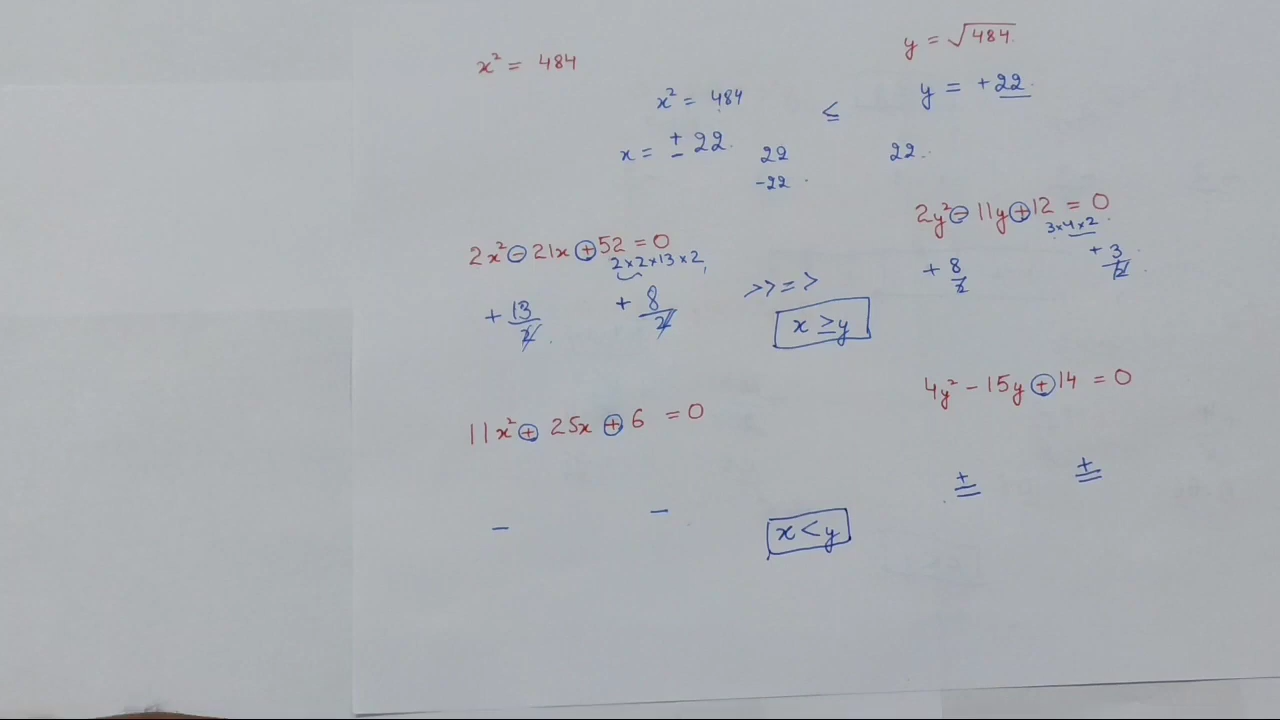 x² = 484
y = √484
x² = 484
≤
y = +22
x = ± 22
22
22
-22
2x² - 21x + 52 = 0
2y² - 11y + 12 = 0
2×2×13×2
3×4×2
+ 13/2
+ 8/2
>>=>
+ 8/2
+ 3/2
x ≥ y
11x² + 25x + 6 = 0
4y² - 15y + 14 = 0
-
-
+
+
x < y